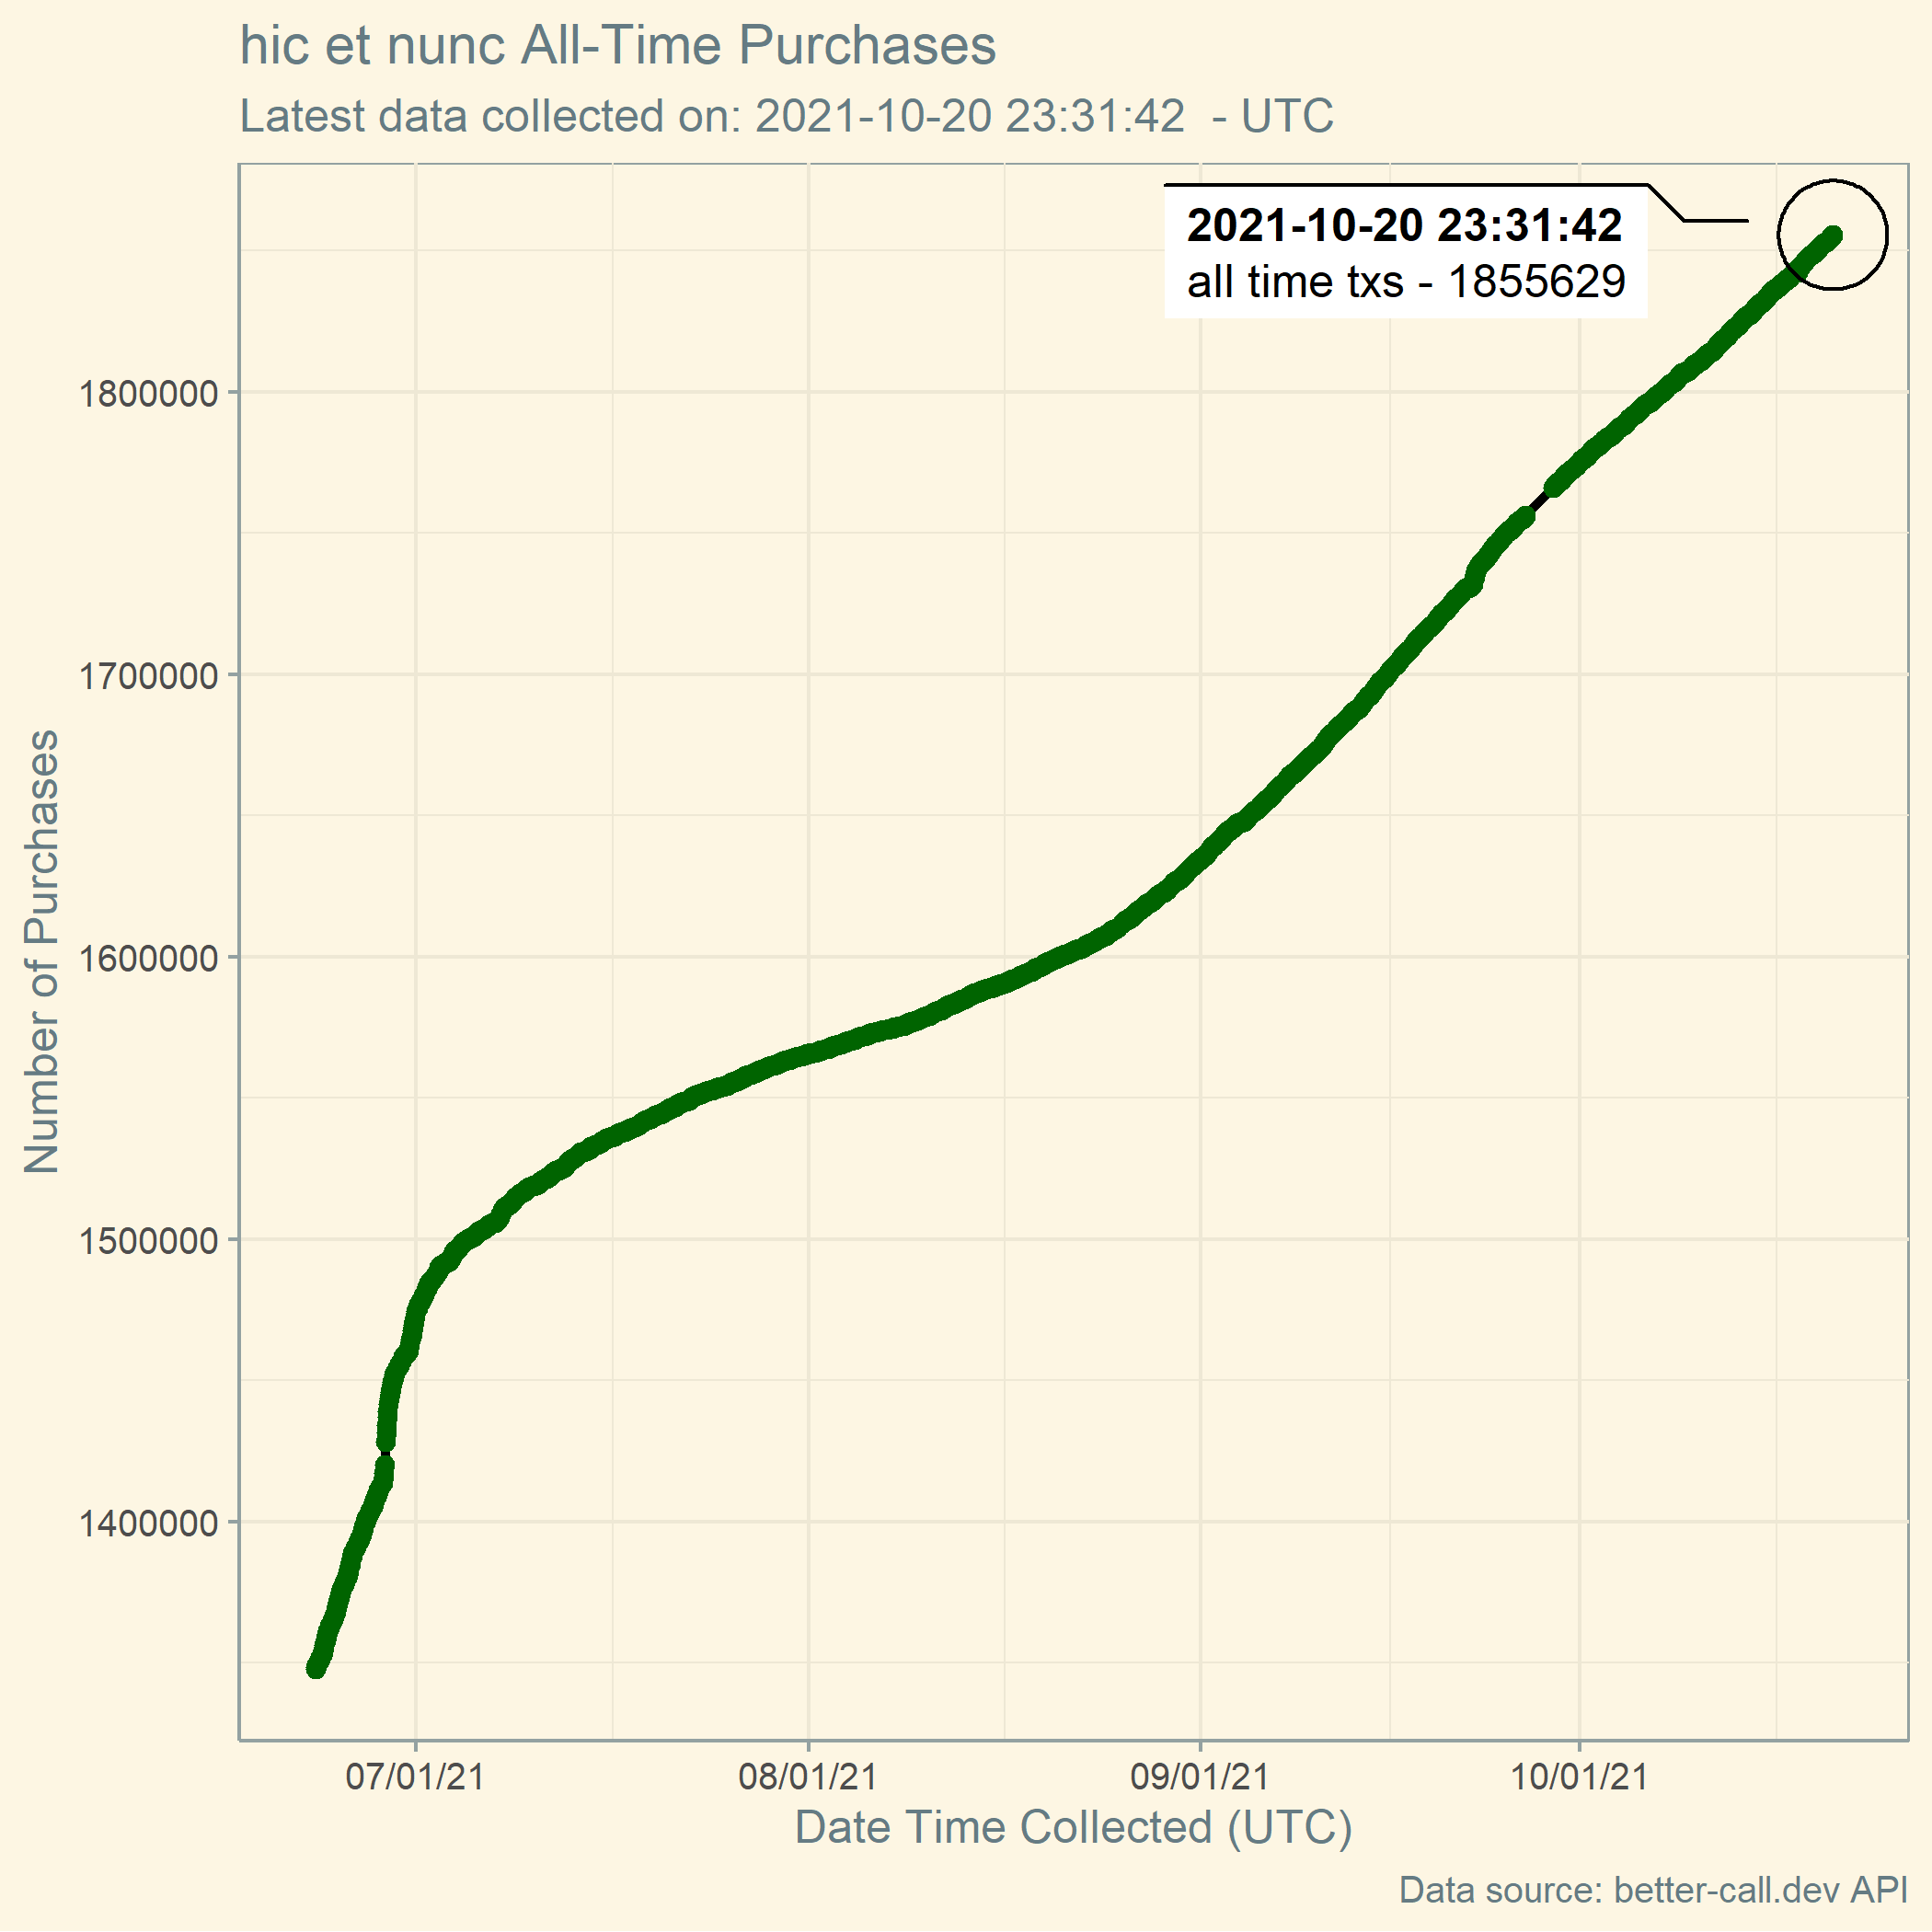 hic et nunc All-Time Purchases
Latest data collected on: 2021-10-20 23:31:42  - UTC
2021-10-20 23:31:42
all time txs - 1855629
1800000
1700000
1600000
1500000
1400000
Number of Purchases
07/01/21
08/01/21
09/01/21
10/01/21
Date Time Collected (UTC)
Data source: better-call.dev API